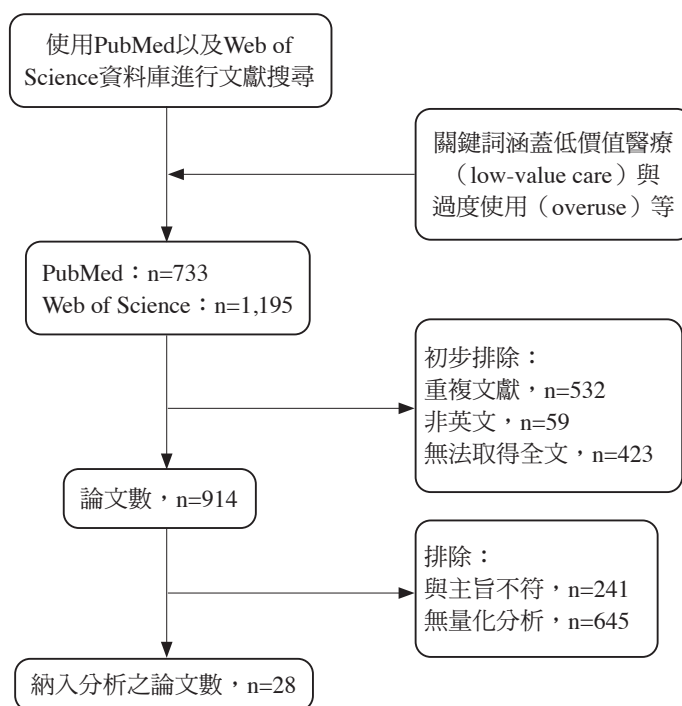 使用PubMed以及Web of
Science資料庫進行文獻搜尋
關鍵詞涵蓋低價值醫療
（low-value care）與
過度使用（overuse）等
PubMed：n=733
Web of Science：n=1,195
初步排除：
重複文獻，n=532
非英文，n=59
無法取得全文，n=423
論文數，n=914
排除：
與主旨不符，n=241
無量化分析，n=645
納入分析之論文數，n=28